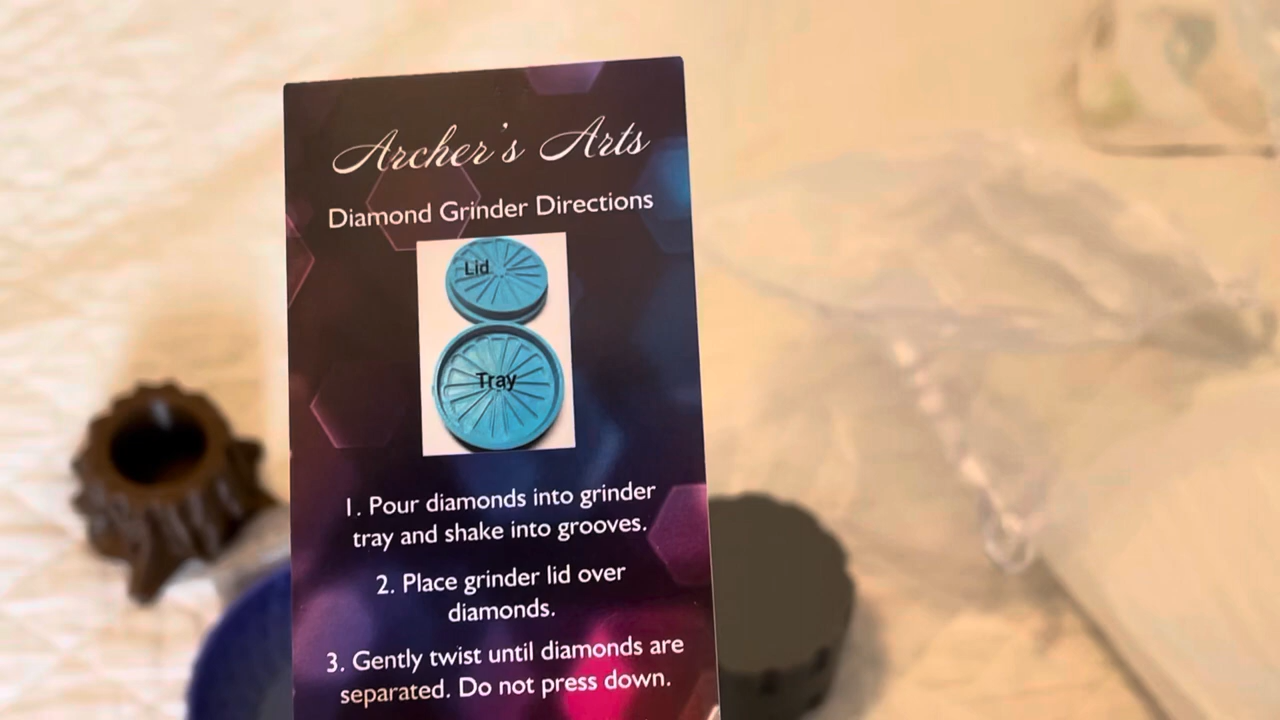 Archer's Arts
Diamond Grinder Directions
Lid
Tray
1. Pour diamonds into grinder
tray and shake into grooves.
2. Place grinder lid over
diamonds.
3. Gently twist until diamonds are
separated. Do not press down.